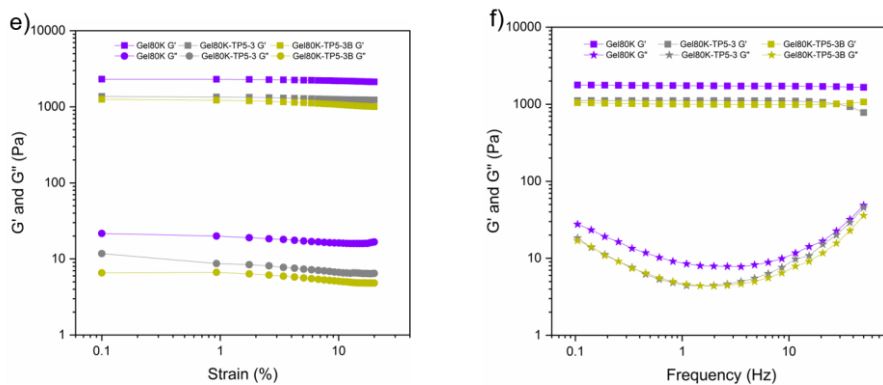 e)
10000
Gel80K G' Gel80K-TP5-3 G' Gel80K-TP5-3B G'
Gel80K G" Gel80K-TP5-3 G" Gel80K-TP5-3B G"
1000
100
10
1
G' and G" (Pa)
0.1 1 10
Strain (%)
f)
10000
Gel80K G' Gel80K-TP5-3 G' Gel80K-TP5-3B G'
Gel80K G" Gel80K-TP5-3 G" Gel80K-TP5-3B G"
1000
100
10
1
G' and G" (Pa)
0.1 1 10
Frequency (Hz)